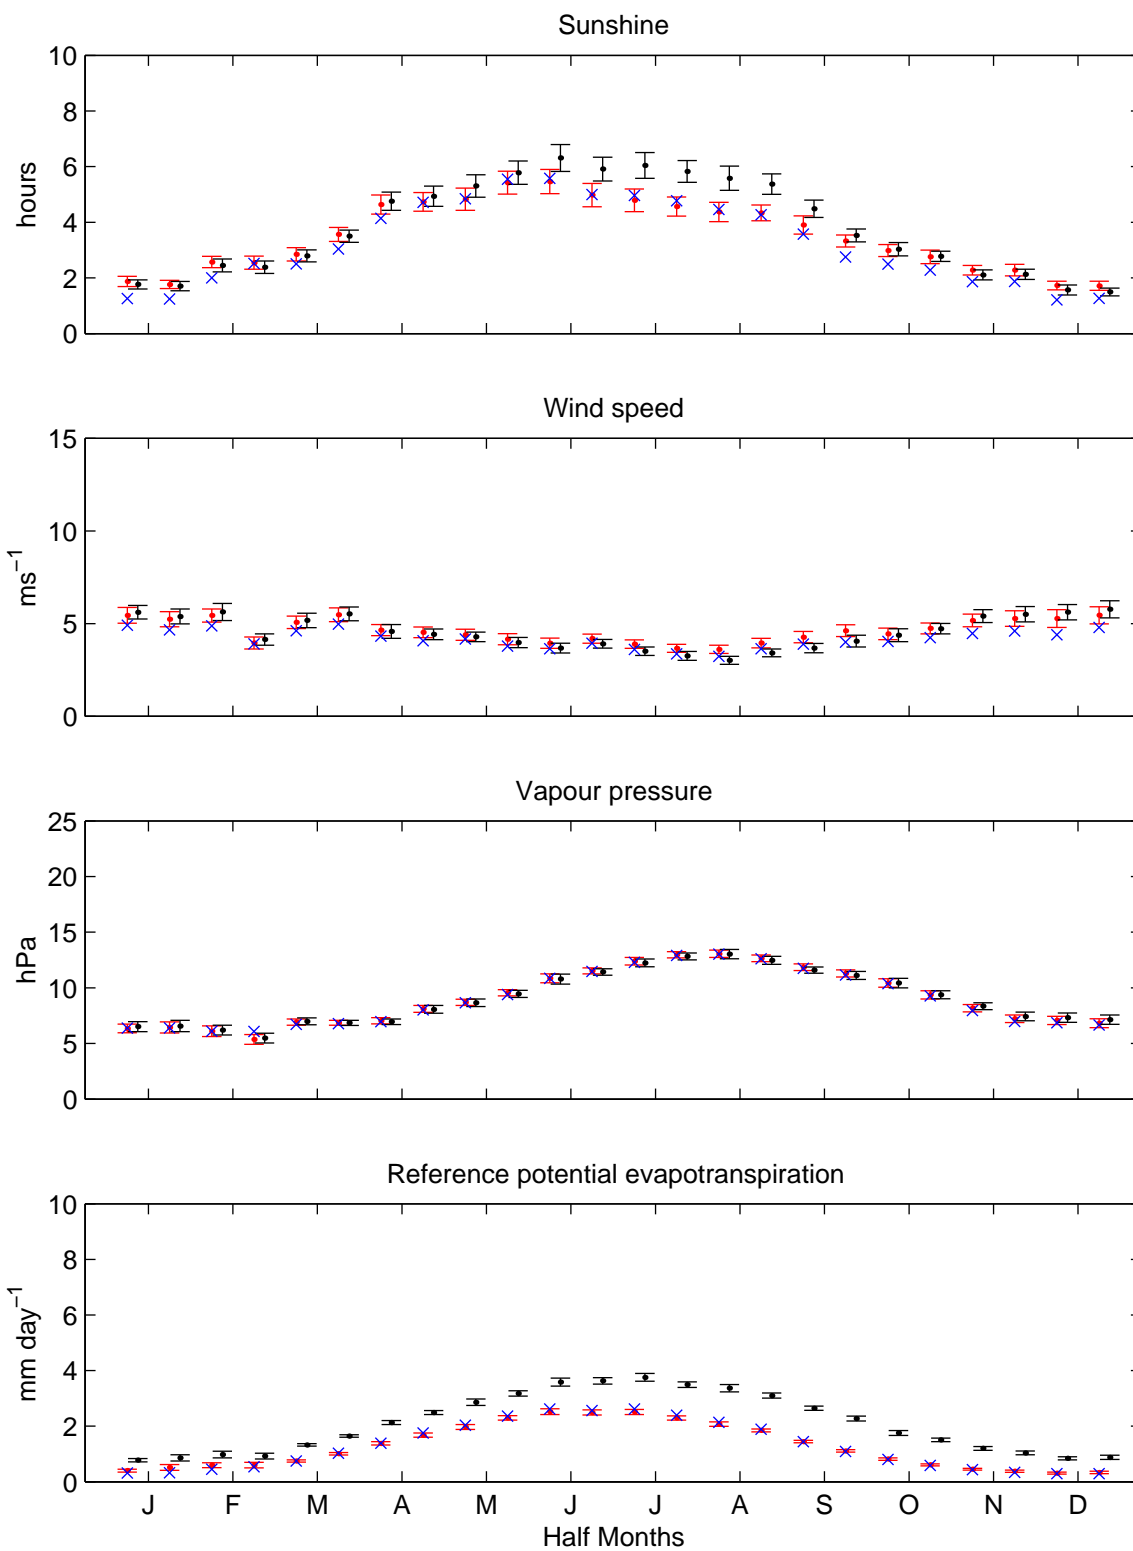 Sunshine
10
8
6
4
2
0
hours
Wind speed
15
10
5
0
ms⁻¹
Vapour pressure
25
20
15
10
5
0
hPa
Reference potential evapotranspiration
10
8
6
4
2
0
mm day⁻¹
J F M A M J J A S O N D
Half Months